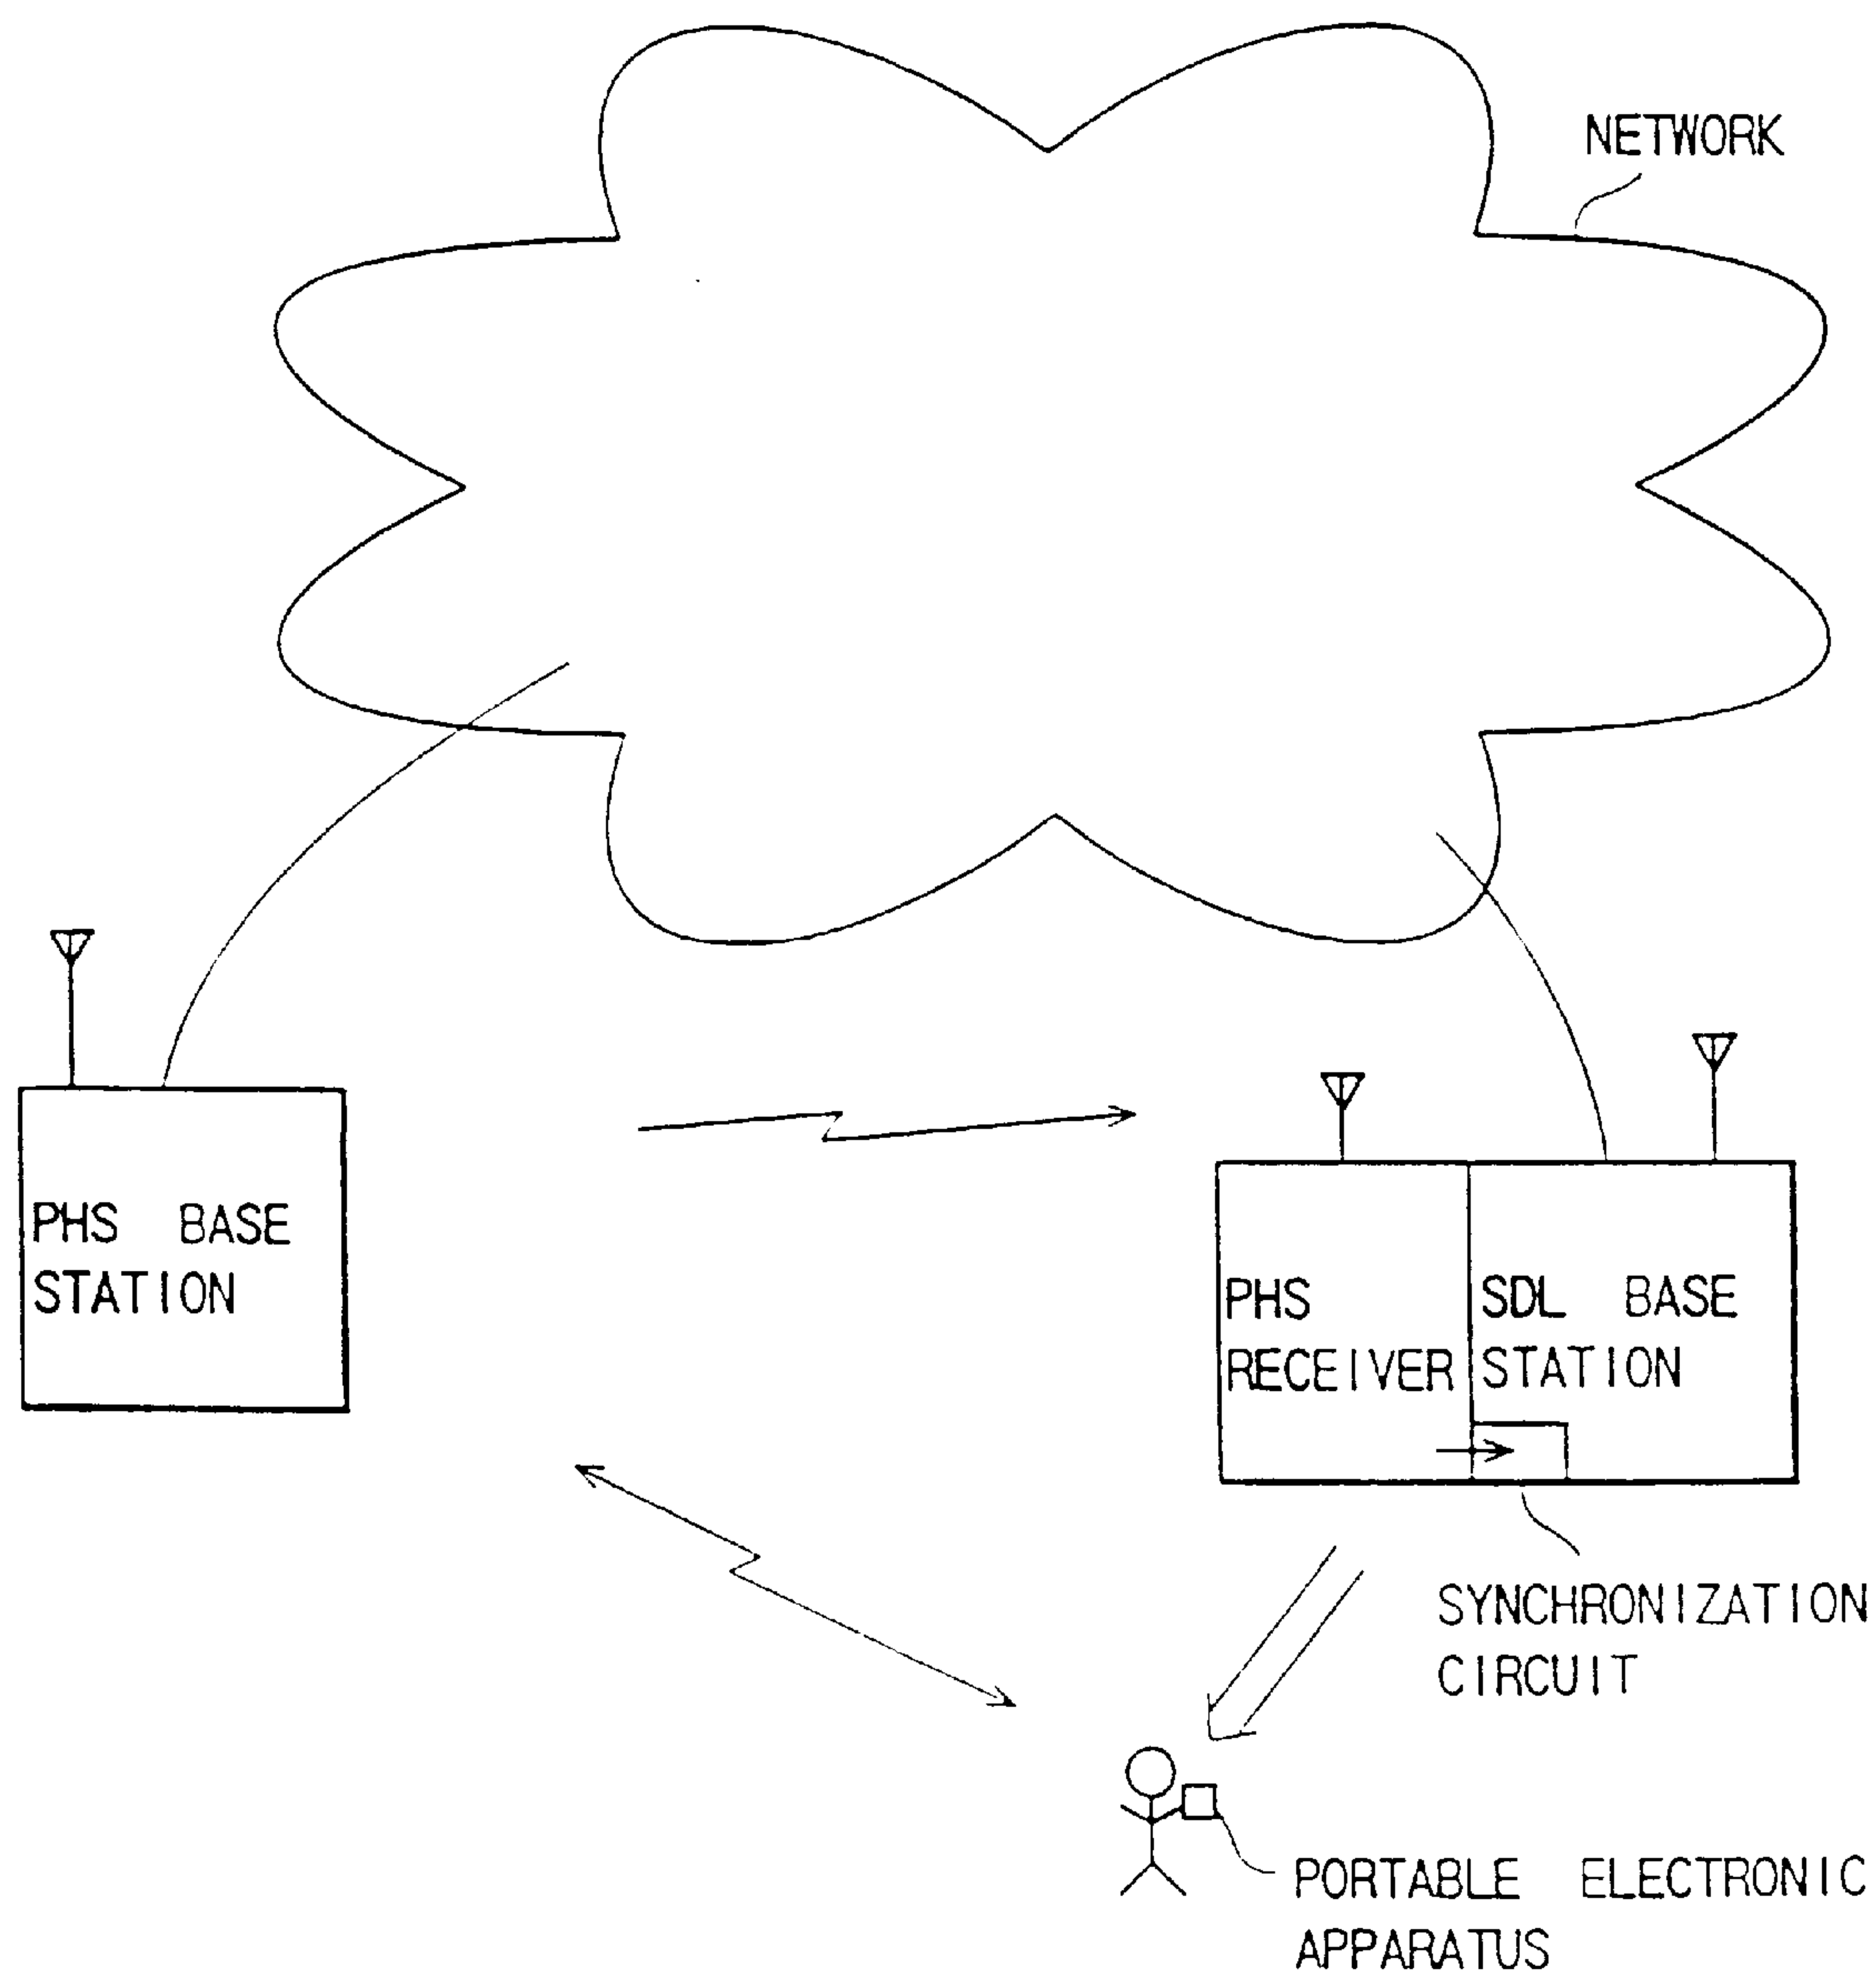 NETWORK
PHS BASE
STATION
PHS
RECEIVER
SDL BASE
STATION
SYNCHRONIZATION
CIRCUIT
PORTABLE ELECTRONIC
APPARATUS